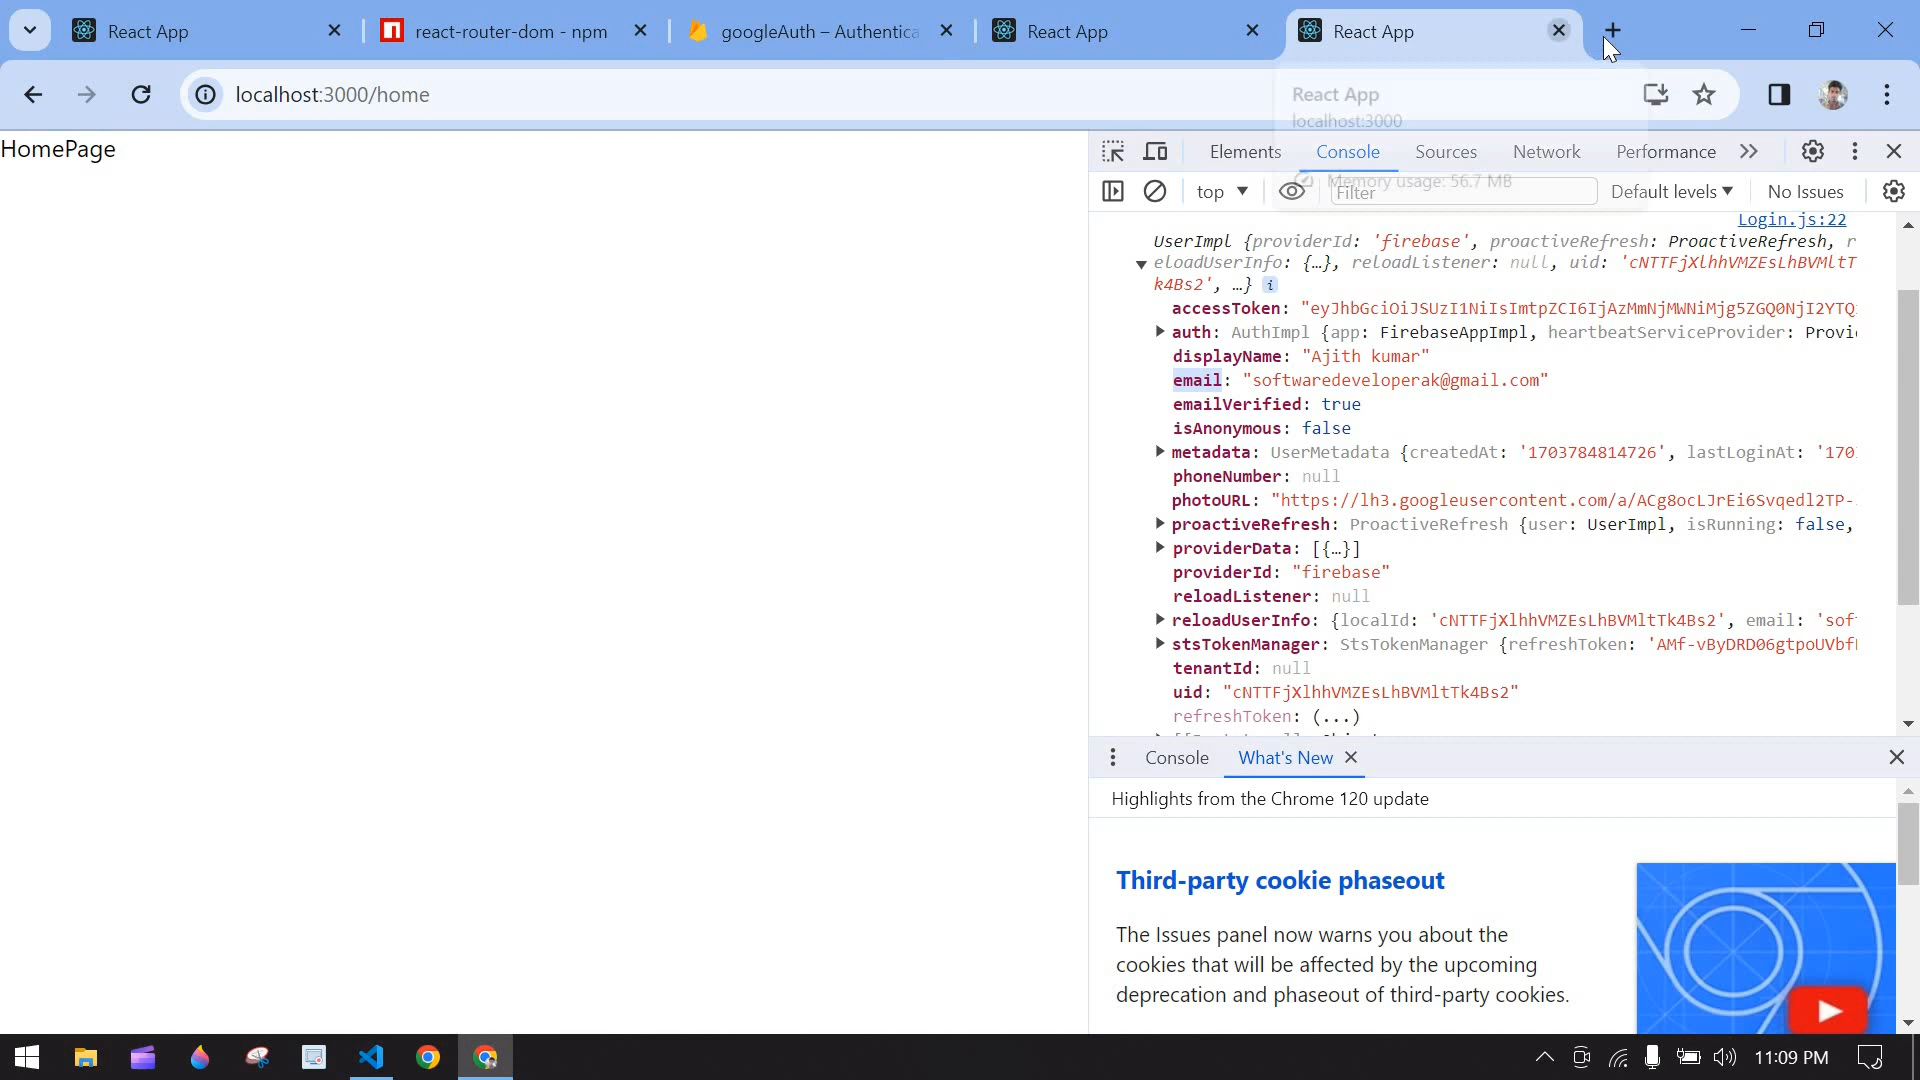 React App
react-router-dom - npm
googleAuth – Authentica
React App
React App
localhost:3000/home
React App
localhost:3000
Memory usage: 56.7 MB
HomePage
Elements
Console
Sources
Network
Performance
top
Filter
Default levels
No Issues
Login.js:22
UserImpl {providerId: 'firebase', proactiveRefresh: ProactiveRefresh, r
eloadUserInfo: {…}, reloadListener: null, uid: 'cNTTFjXlhhVMZEsLhBVMltT
k4Bs2', …}
accessToken: "eyJhbGciOiJSUzI1NiIsImtpZCI6IjAzMmNjMWNiMjg5ZGQ0NjI2YTQ
auth: AuthImpl {app: FirebaseAppImpl, heartbeatServiceProvider: Provi
displayName: "Ajith kumar"
email: "softwaredeveloperak@gmail.com"
emailVerified: true
isAnonymous: false
metadata: UserMetadata {createdAt: '1703784814726', lastLoginAt: '170
phoneNumber: null
photoURL: "https://lh3.googleusercontent.com/a/ACg8ocLJrEi6Svqedl2TP-
proactiveRefresh: ProactiveRefresh {user: UserImpl, isRunning: false,
providerData: [{…}]
providerId: "firebase"
reloadListener: null
reloadUserInfo: {localId: 'cNTTFjXlhhVMZEsLhBVMltTk4Bs2', email: 'sof
stsTokenManager: StsTokenManager {refreshToken: 'AMf-vByDRD06gtpoUVbf
tenantId: null
uid: "cNTTFjXlhhVMZEsLhBVMltTk4Bs2"
refreshToken: (...)
Console
What's New
Highlights from the Chrome 120 update
Third-party cookie phaseout
The Issues panel now warns you about the
cookies that will be affected by the upcoming
deprecation and phaseout of third-party cookies.
11:09 PM